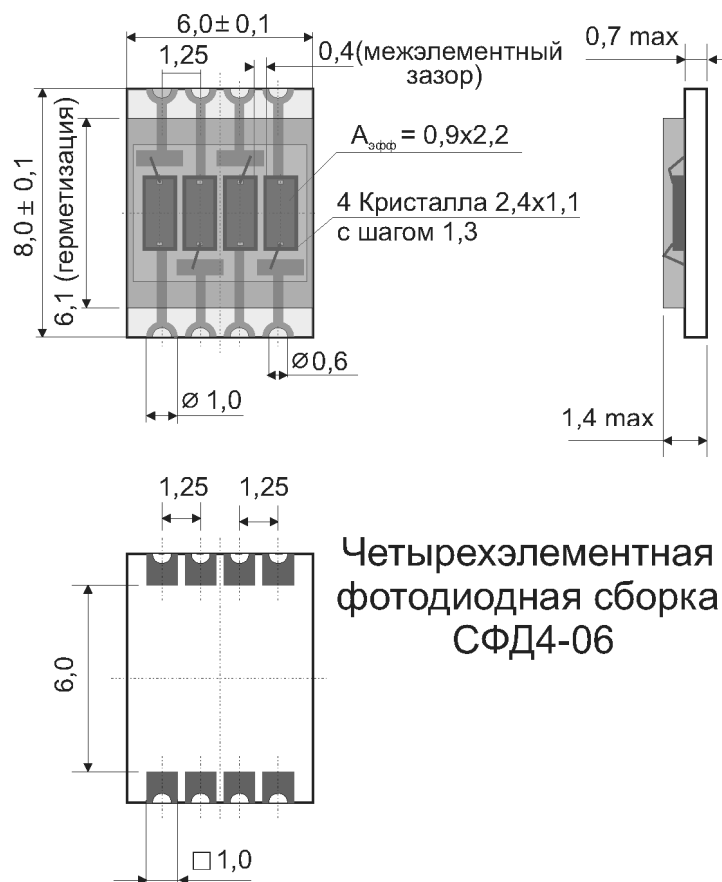 6,0± 0,1
1,25
0,4(межэлементный
зазор)
0,7 max
8,0± 0,1
6,1 (герметизация)
Aэфф = 0,9x2,2
4 Кристалла 2,4x1,1
с шагом 1,3
Ø0,6
Ø 1,0
1,4 max
1,25
1,25
Четырехэлементная
фотодиодная сборка
СФД4-06
6,0
□ 1,0